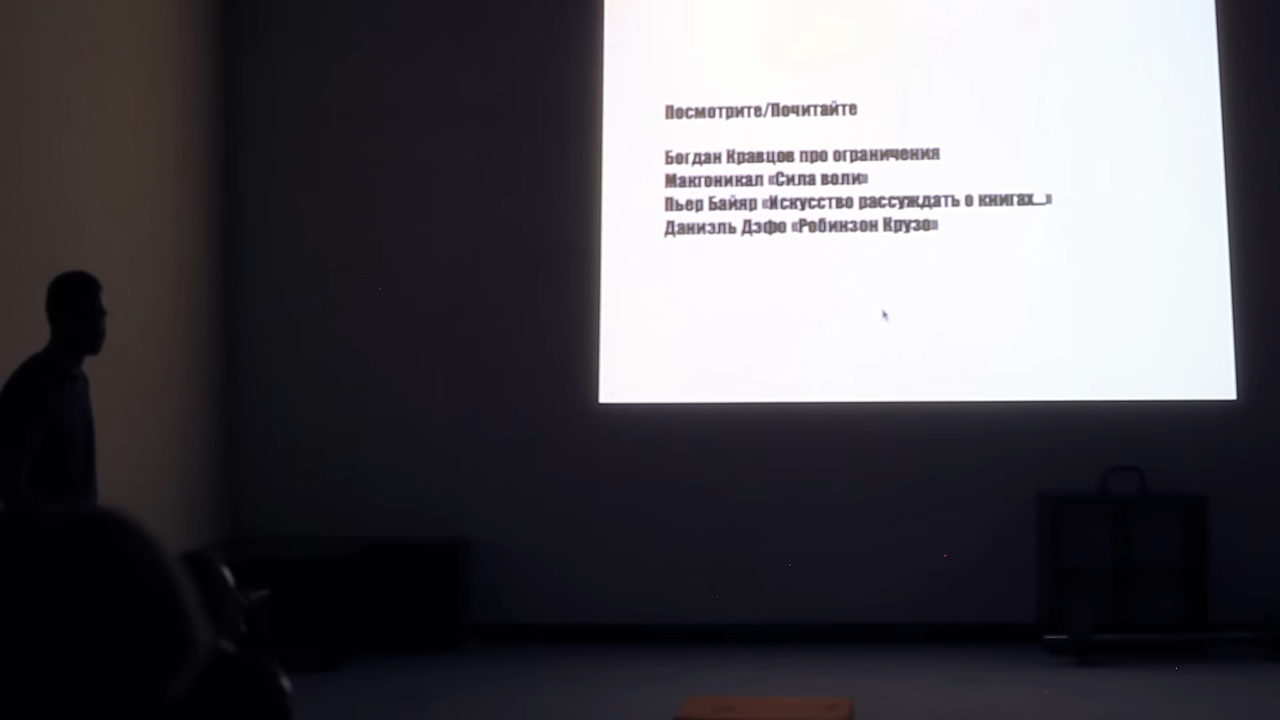 Посмотрите/Почитайте
Богдан Кравцов про ограничения
Макгоникал «Сила воли»
Пьер Байяр «Искусство рассуждать о книгах...»
Даниэль Дэфо «Робинзон Крузо»